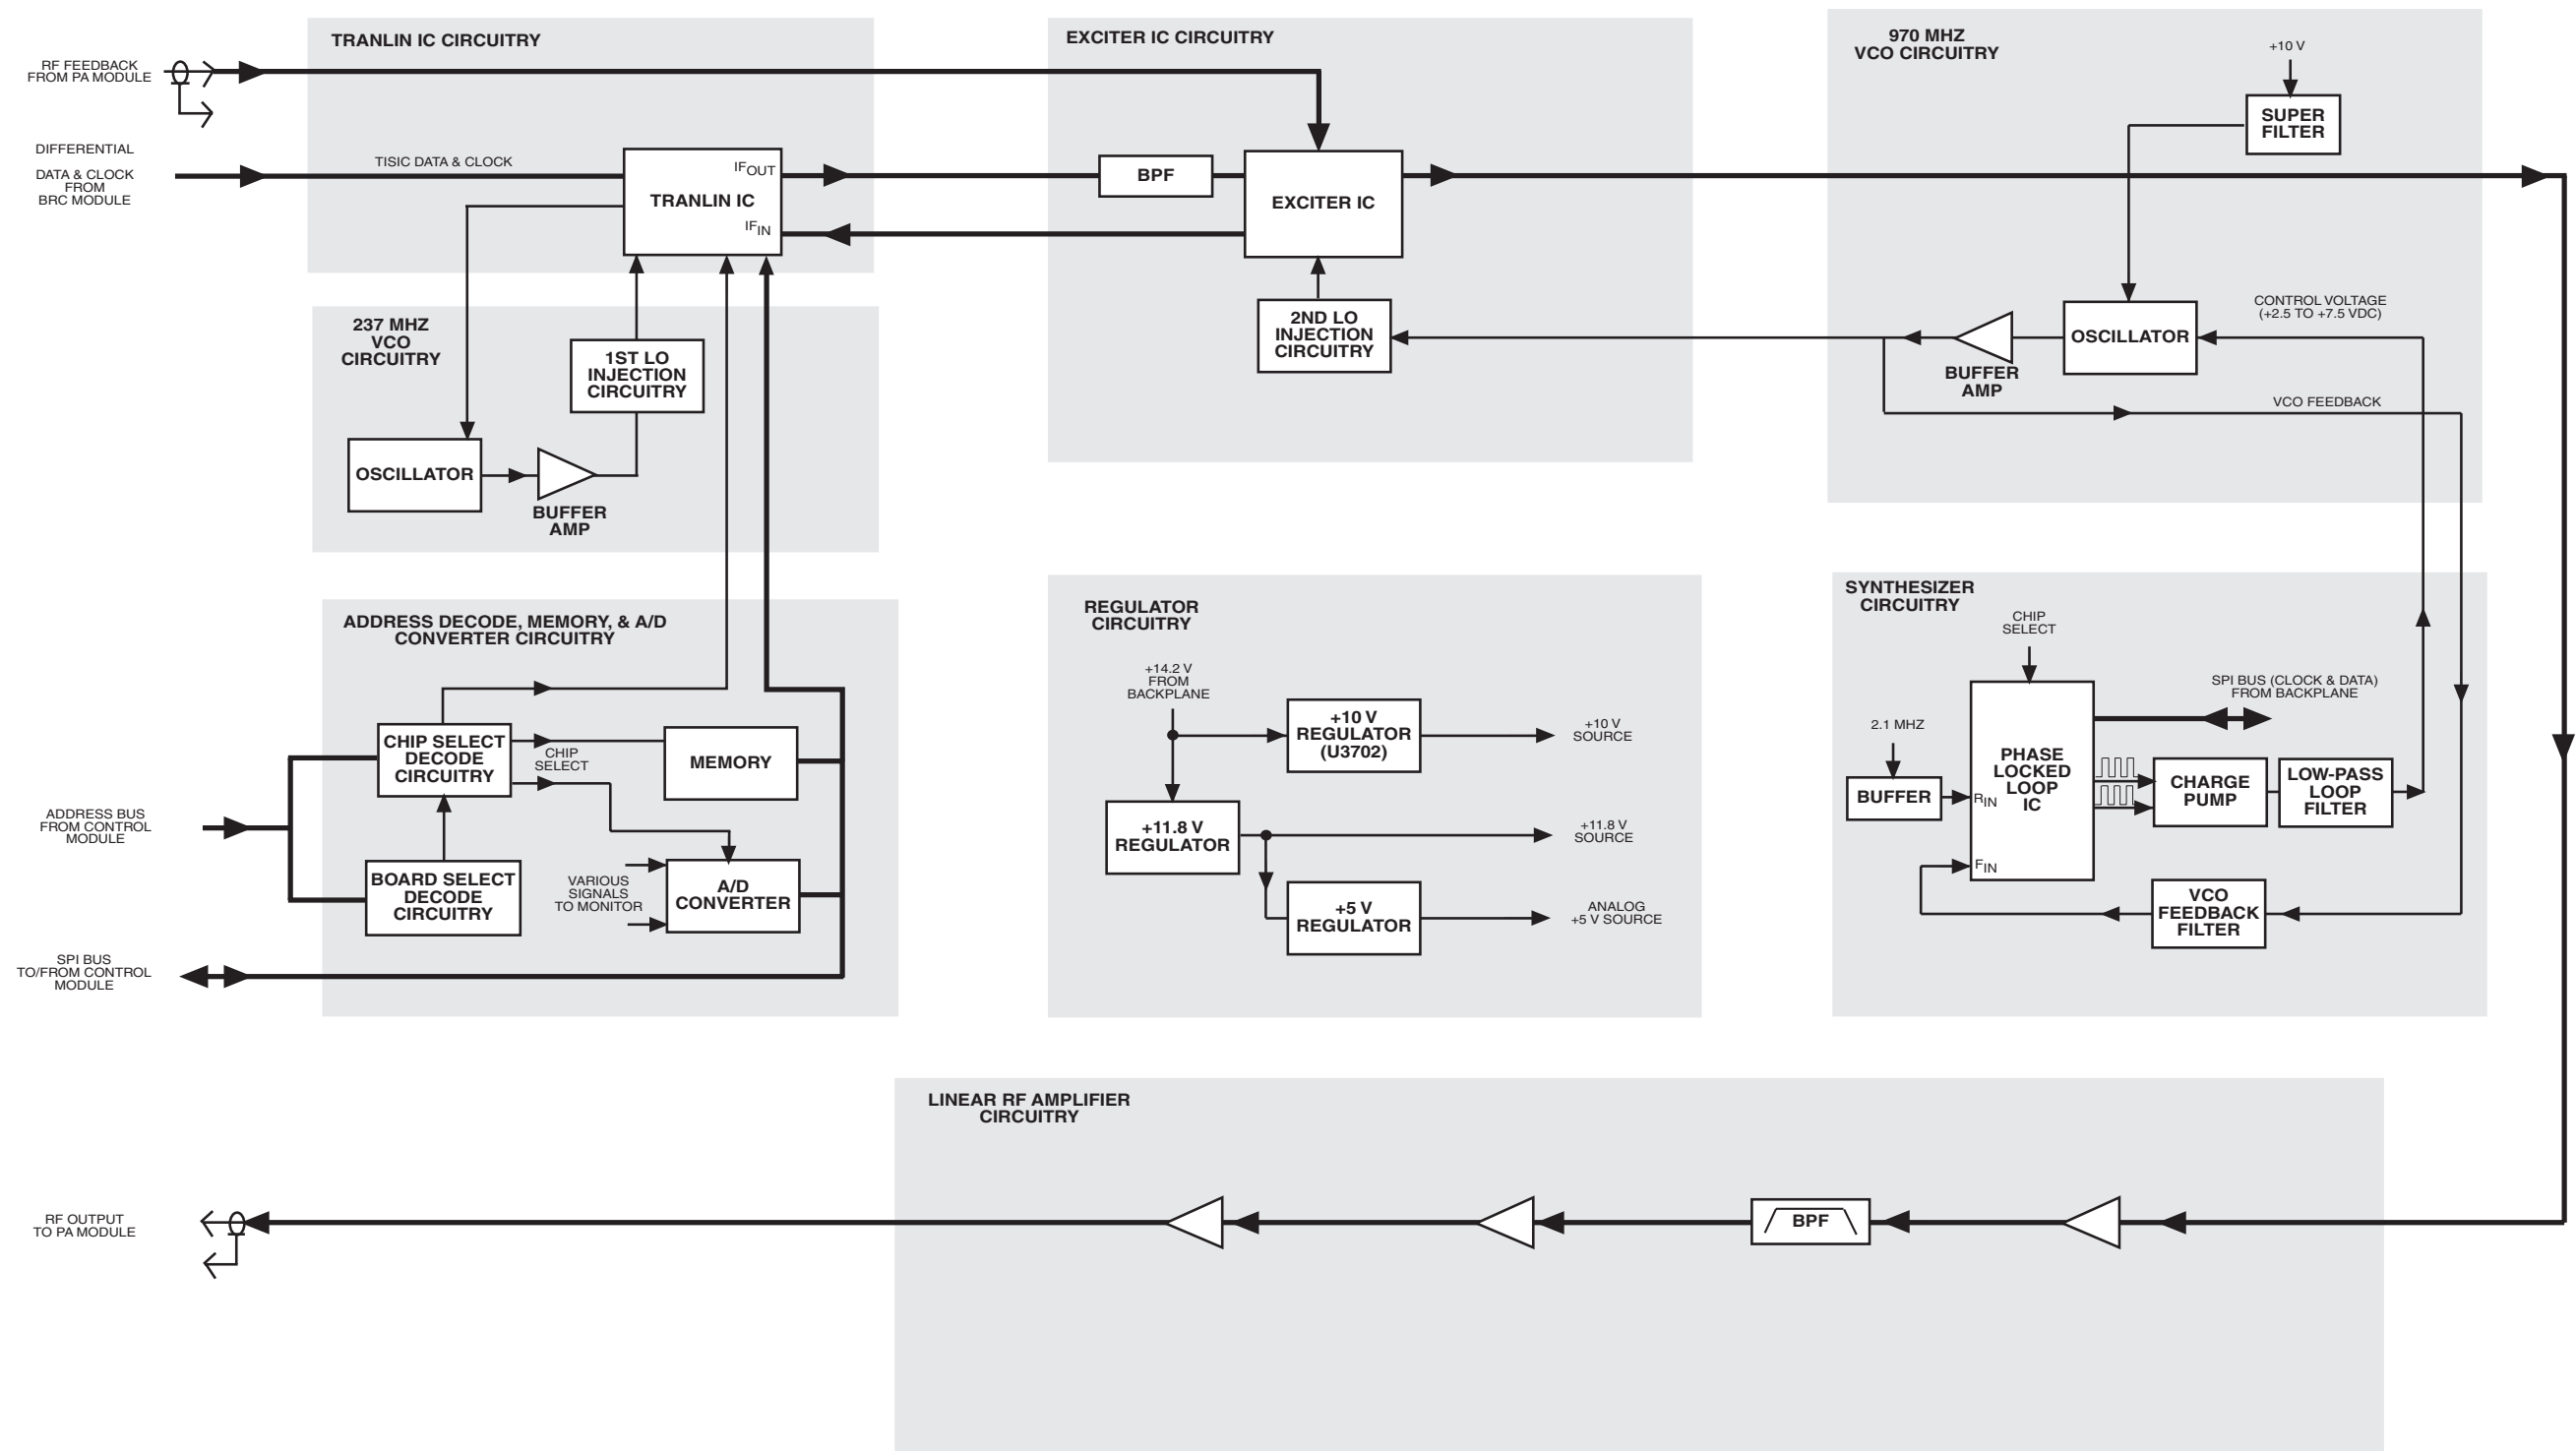 TRANLIN IC CIRCUITRY
RF FEEDBACK
FROM PA MODULE
DIFFERENTIAL
DATA & CLOCK
FROM
BRC MODULE
TISIC DATA & CLOCK
IFOUT
TRANLIN IC
IFIN
EXCITER IC CIRCUITRY
BPF
EXCITER IC
2ND LO
INJECTION
CIRCUITRY
970 MHZ
VCO CIRCUITRY
+10 V
SUPER
FILTER
OSCILLATOR
CONTROL VOLTAGE
(+2.5 TO +7.5 VDC)
BUFFER
AMP
VCO FEEDBACK
237 MHZ
VCO
CIRCUITRY
1ST LO
INJECTION
CIRCUITRY
OSCILLATOR
BUFFER
AMP
ADDRESS DECODE, MEMORY, & A/D
CONVERTER CIRCUITRY
CHIP SELECT
DECODE
CIRCUITRY
CHIP
SELECT
MEMORY
ADDRESS BUS
FROM CONTROL
MODULE
BOARD SELECT
DECODE
CIRCUITRY
VARIOUS
SIGNALS
TO MONITOR
A/D
CONVERTER
SPI BUS
TO/FROM CONTROL
MODULE
REGULATOR
CIRCUITRY
+14.2 V
FROM
BACKPLANE
+10 V
REGULATOR
(U3702)
+10 V
SOURCE
+11.8 V
REGULATOR
+11.8 V
SOURCE
+5 V
REGULATOR
ANALOG
+5 V SOURCE
SYNTHESIZER
CIRCUITRY
CHIP
SELECT
SPI BUS (CLOCK & DATA)
FROM BACKPLANE
2.1 MHZ
BUFFER
RIN
PHASE
LOCKED
LOOP
IC
FIN
CHARGE
PUMP
LOW-PASS
LOOP
FILTER
VCO
FEEDBACK
FILTER
LINEAR RF AMPLIFIER
CIRCUITRY
RF OUTPUT
TO PA MODULE
BPF